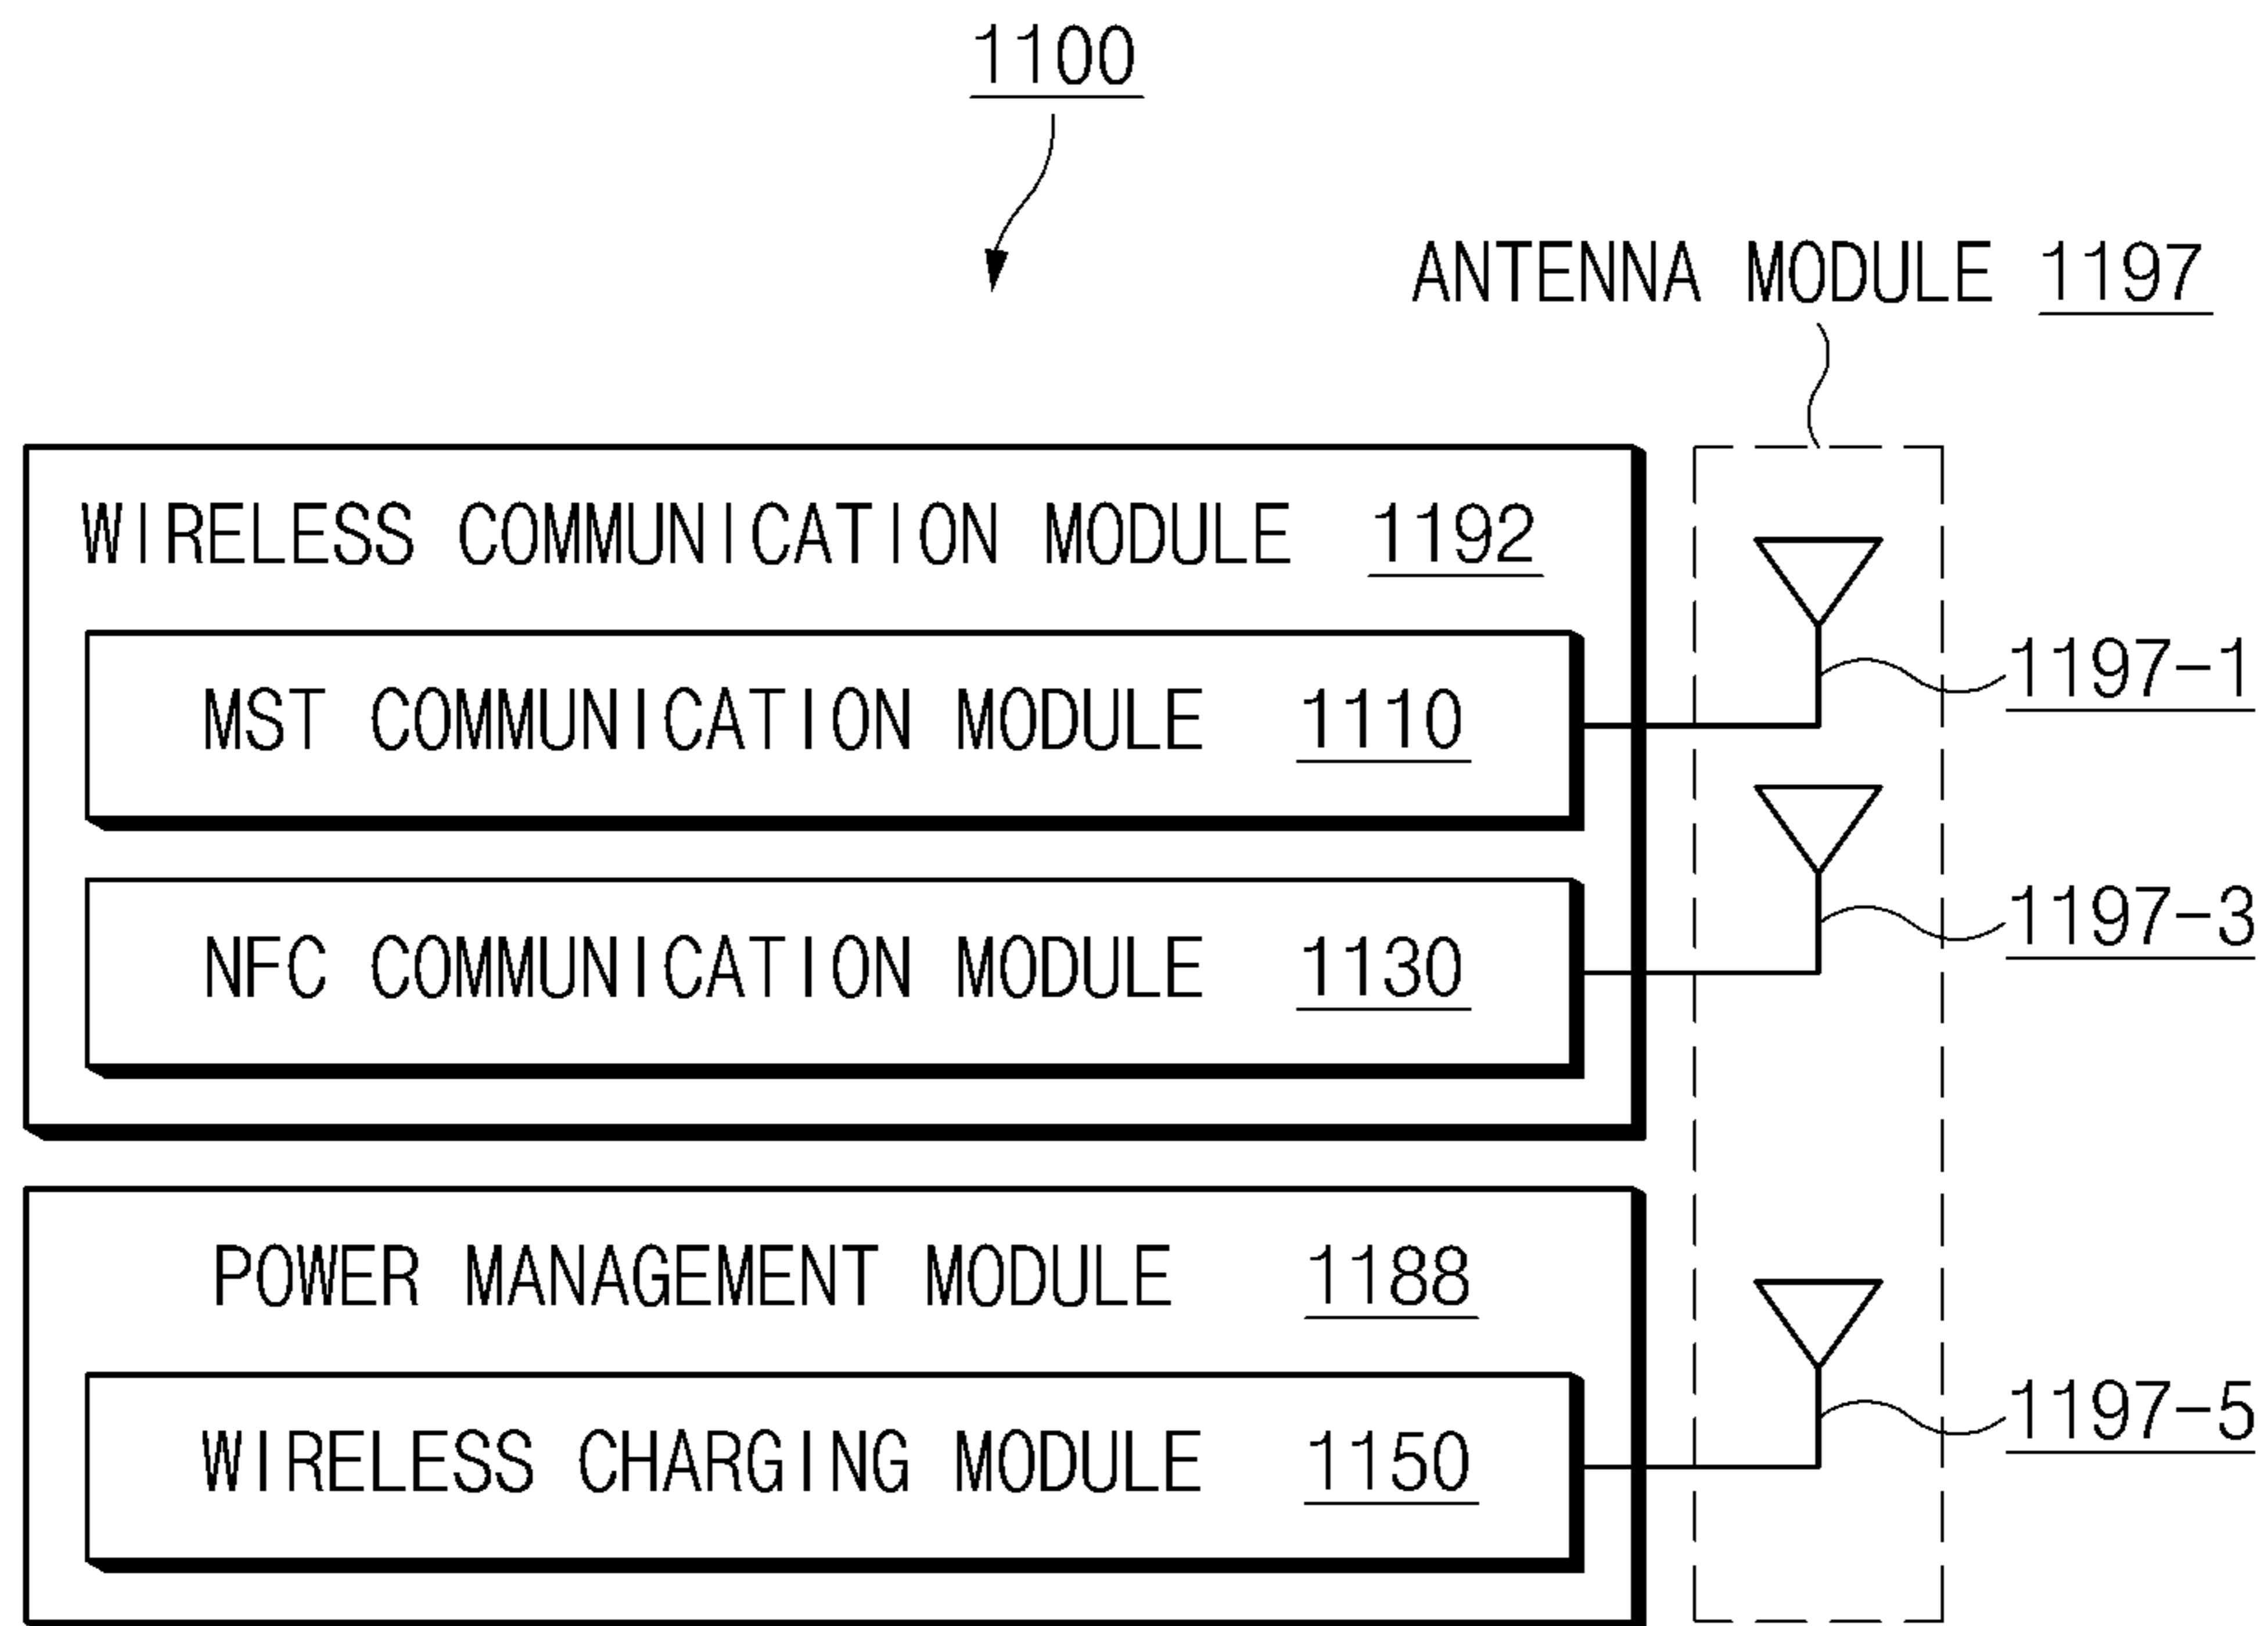 1100
ANTENNA MODULE 1197
WIRELESS COMMUNICATION MODULE 1192
MST COMMUNICATION MODULE 1110
1197-1
NFC COMMUNICATION MODULE 1130
1197-3
POWER MANAGEMENT MODULE 1188
WIRELESS CHARGING MODULE 1150
1197-5